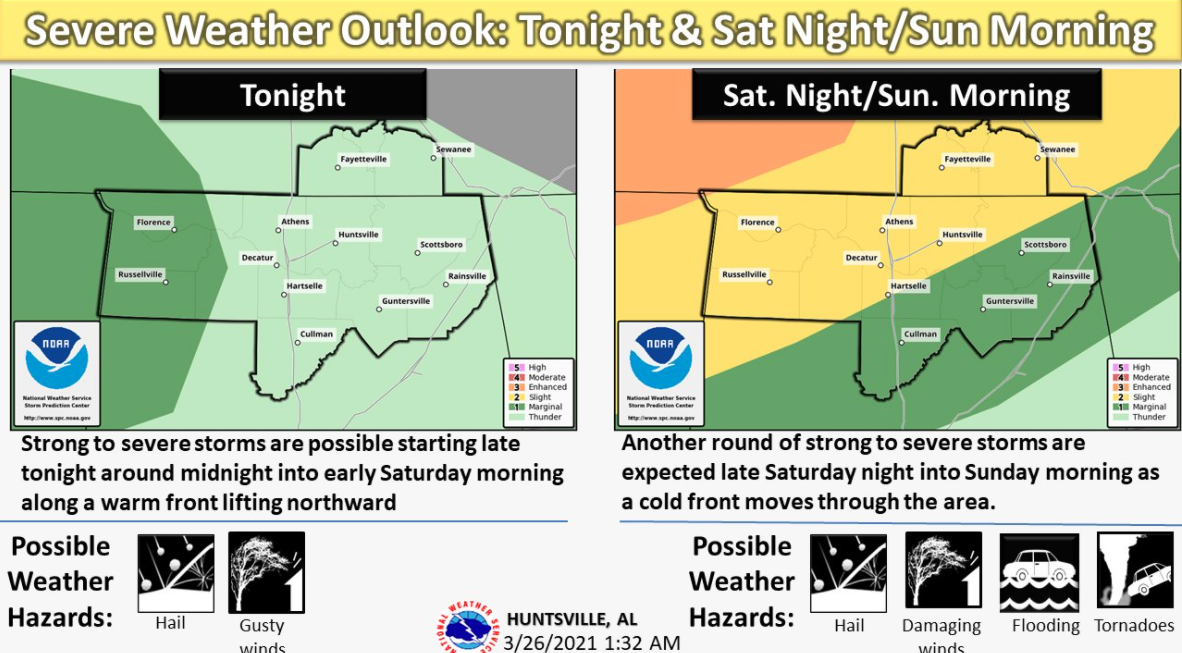 Severe Weather Outlook: Tonight & Sat Night/Sun Morning
Tonight
Fayetteville
Sewanee
Florence
Athens
Huntsville
Decatur
Scottsboro
Russellville
Rainsville
Hartselle
Guntersville
Cullman
NOAA
National Weather Service
Storm Prediction Center
http://www.spc.noaa.gov
5 High
4 Moderate
3 Enhanced
2 Slight
1 Marginal
Thunder
Strong to severe storms are possible starting late
tonight around midnight into early Saturday morning
along a warm front lifting northward
Possible
Weather
Hazards:
Hail
Gusty
winds
Sat. Night/Sun. Morning
Fayetteville
Sewanee
Florence
Athens
Huntsville
Decatur
Scottsboro
Russellville
Rainsville
Hartselle
Guntersville
Cullman
NOAA
National Weather Service
Storm Prediction Center
http://www.spc.noaa.gov
5 High
4 Moderate
3 Enhanced
2 Slight
1 Marginal
Thunder
Another round of strong to severe storms are
expected late Saturday night into Sunday morning as
a cold front moves through the area.
Possible
Weather
Hazards:
Hail
Damaging
winds
Flooding
Tornadoes
NATIONAL WEATHER SERVICE
HUNTSVILLE, AL
3/26/2021 1:32 AM